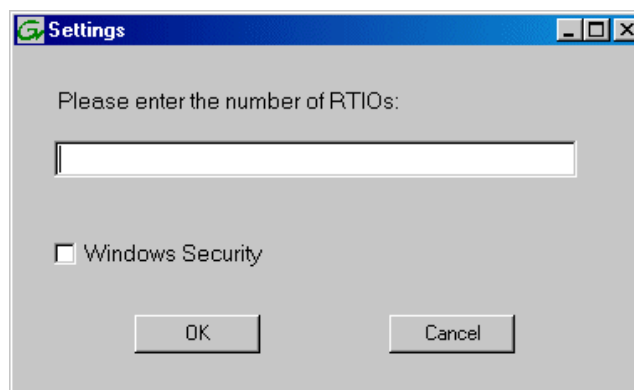 Settings
Please enter the number of RTIOs:
Windows Security
OK
Cancel